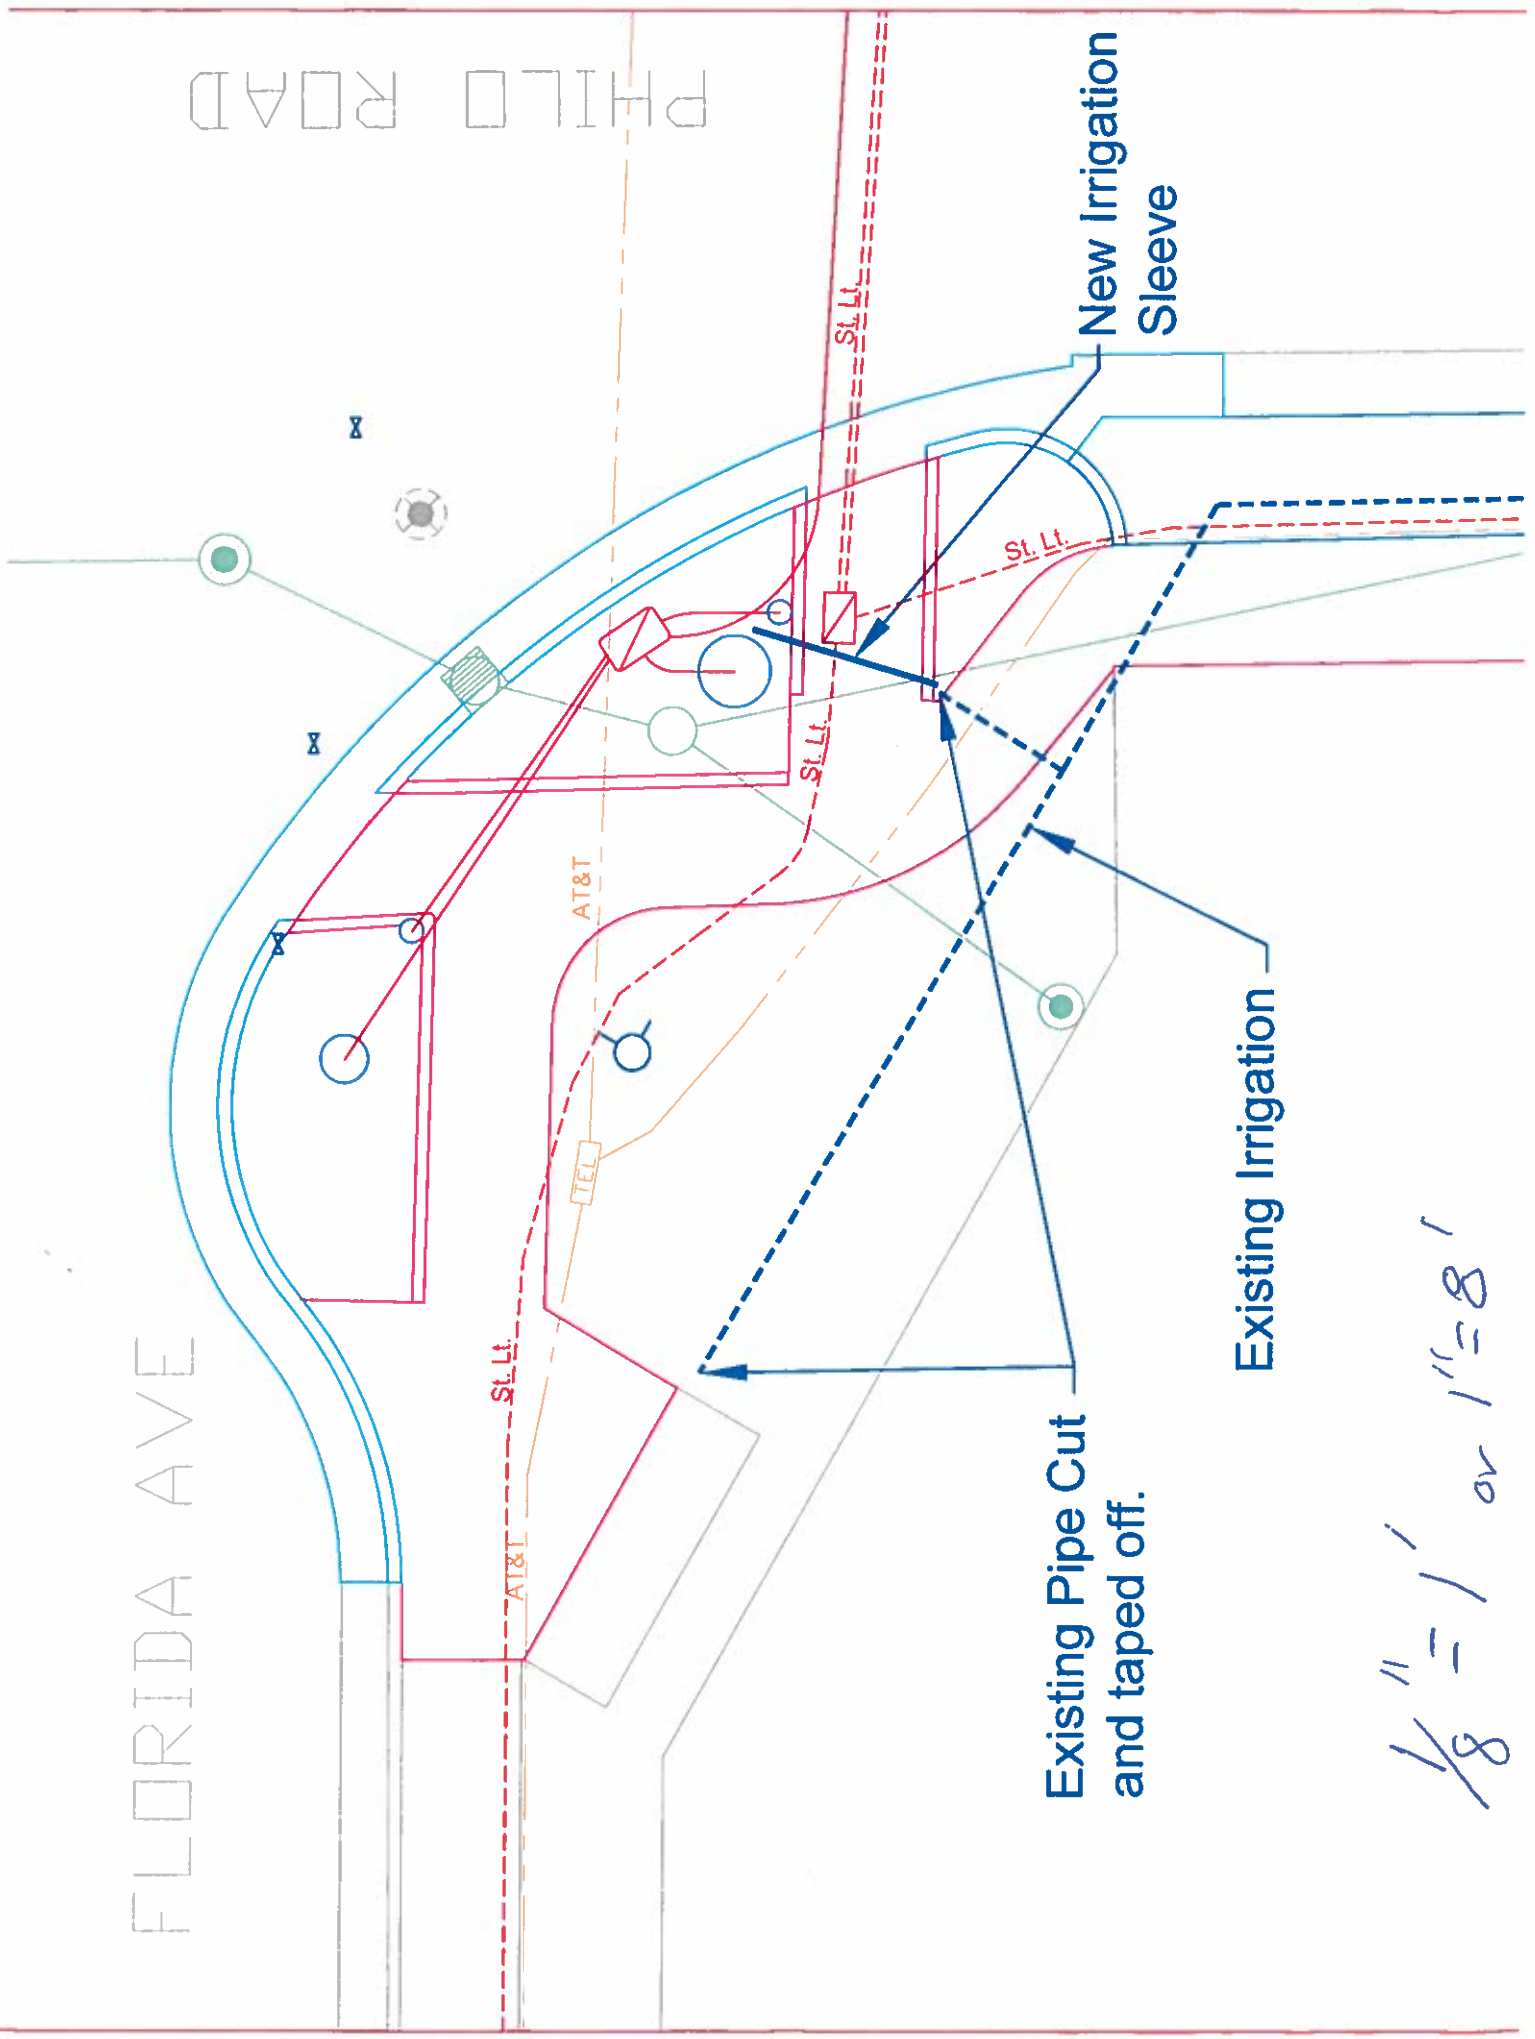 FLORIDA AVE
PHILO ROAD
St. Lt.
AT&T
St. Lt.
AT&T
TEL
St. Lt.
St. Lt.
New Irrigation
Sleeve
Existing Pipe Cut
and taped off.
Existing Irrigation
1/8" = 1' or 1"=8'